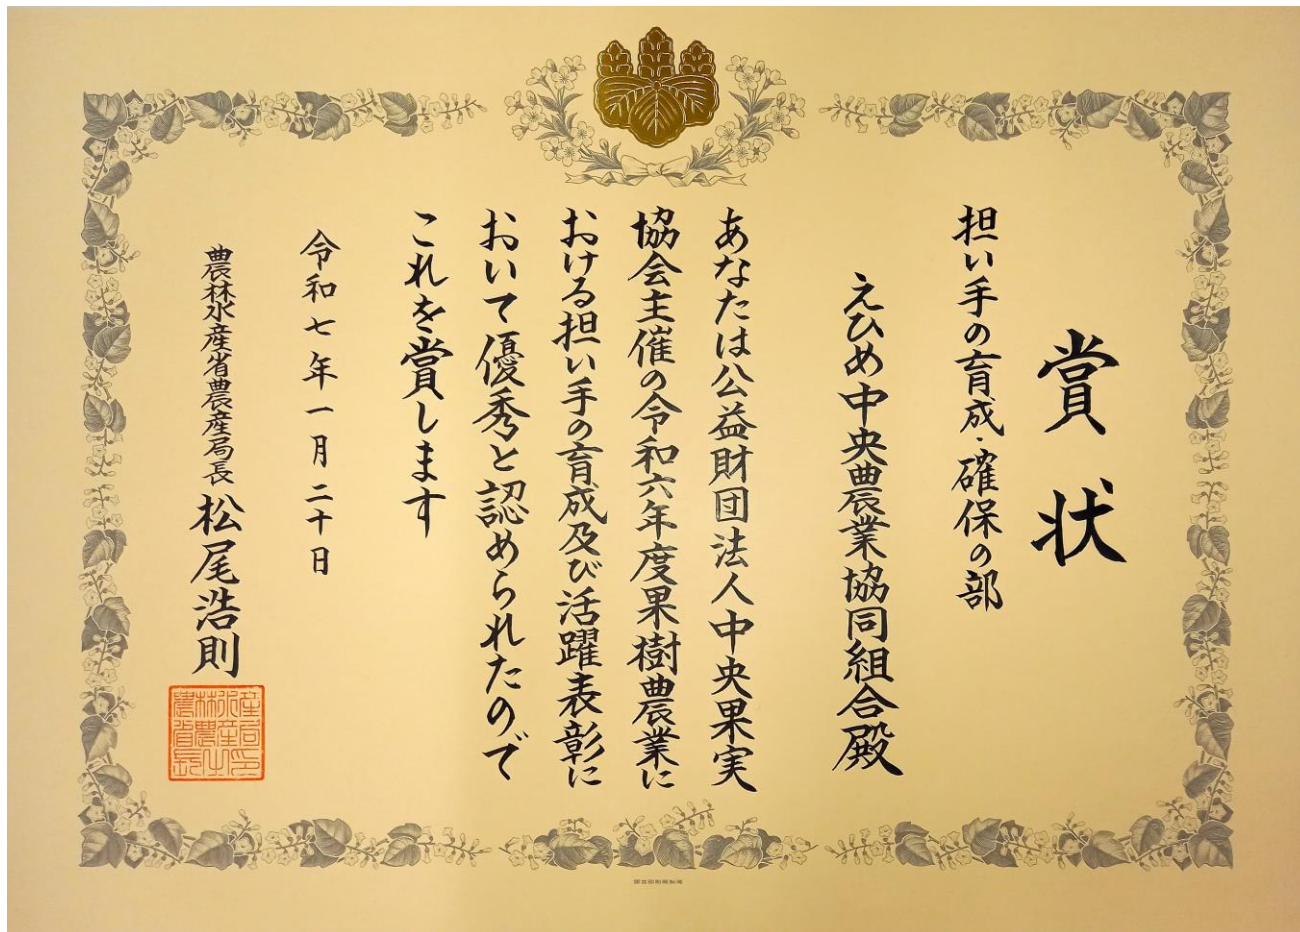 賞状
担い手の育成・確保の部
えひめ中央農業協同組合殿
あなたは公益財団法人中央果実
協会主催の令和六年度果樹農業に
おける担い手の育成及び活躍表彰に
おいて優秀と認められたので
これを賞します
令和七年一月二十日
農林水産省農産局長 松尾浩則